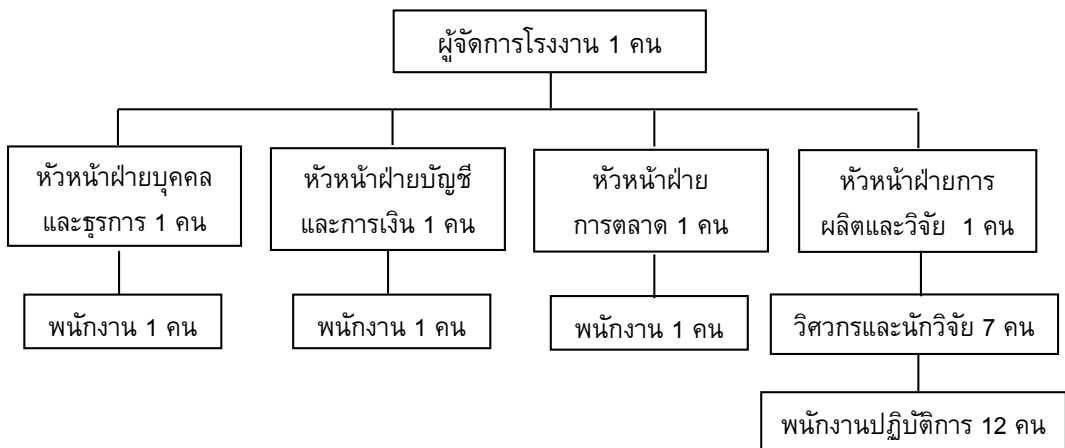 ผู้จัดการโรงงาน 1 คน
หัวหน้าฝ่ายบุคคล
และธุรการ 1 คน
หัวหน้าฝ่ายบัญชี
และการเงิน 1 คน
หัวหน้าฝ่าย
การตลาด 1 คน
หัวหน้าฝ่ายการ
ผลิตและวิจัย 1 คน
พนักงาน 1 คน
พนักงาน 1 คน
พนักงาน 1 คน
วิศวกรและนักวิจัย 7 คน
พนักงานปฏิบัติการ 12 คน